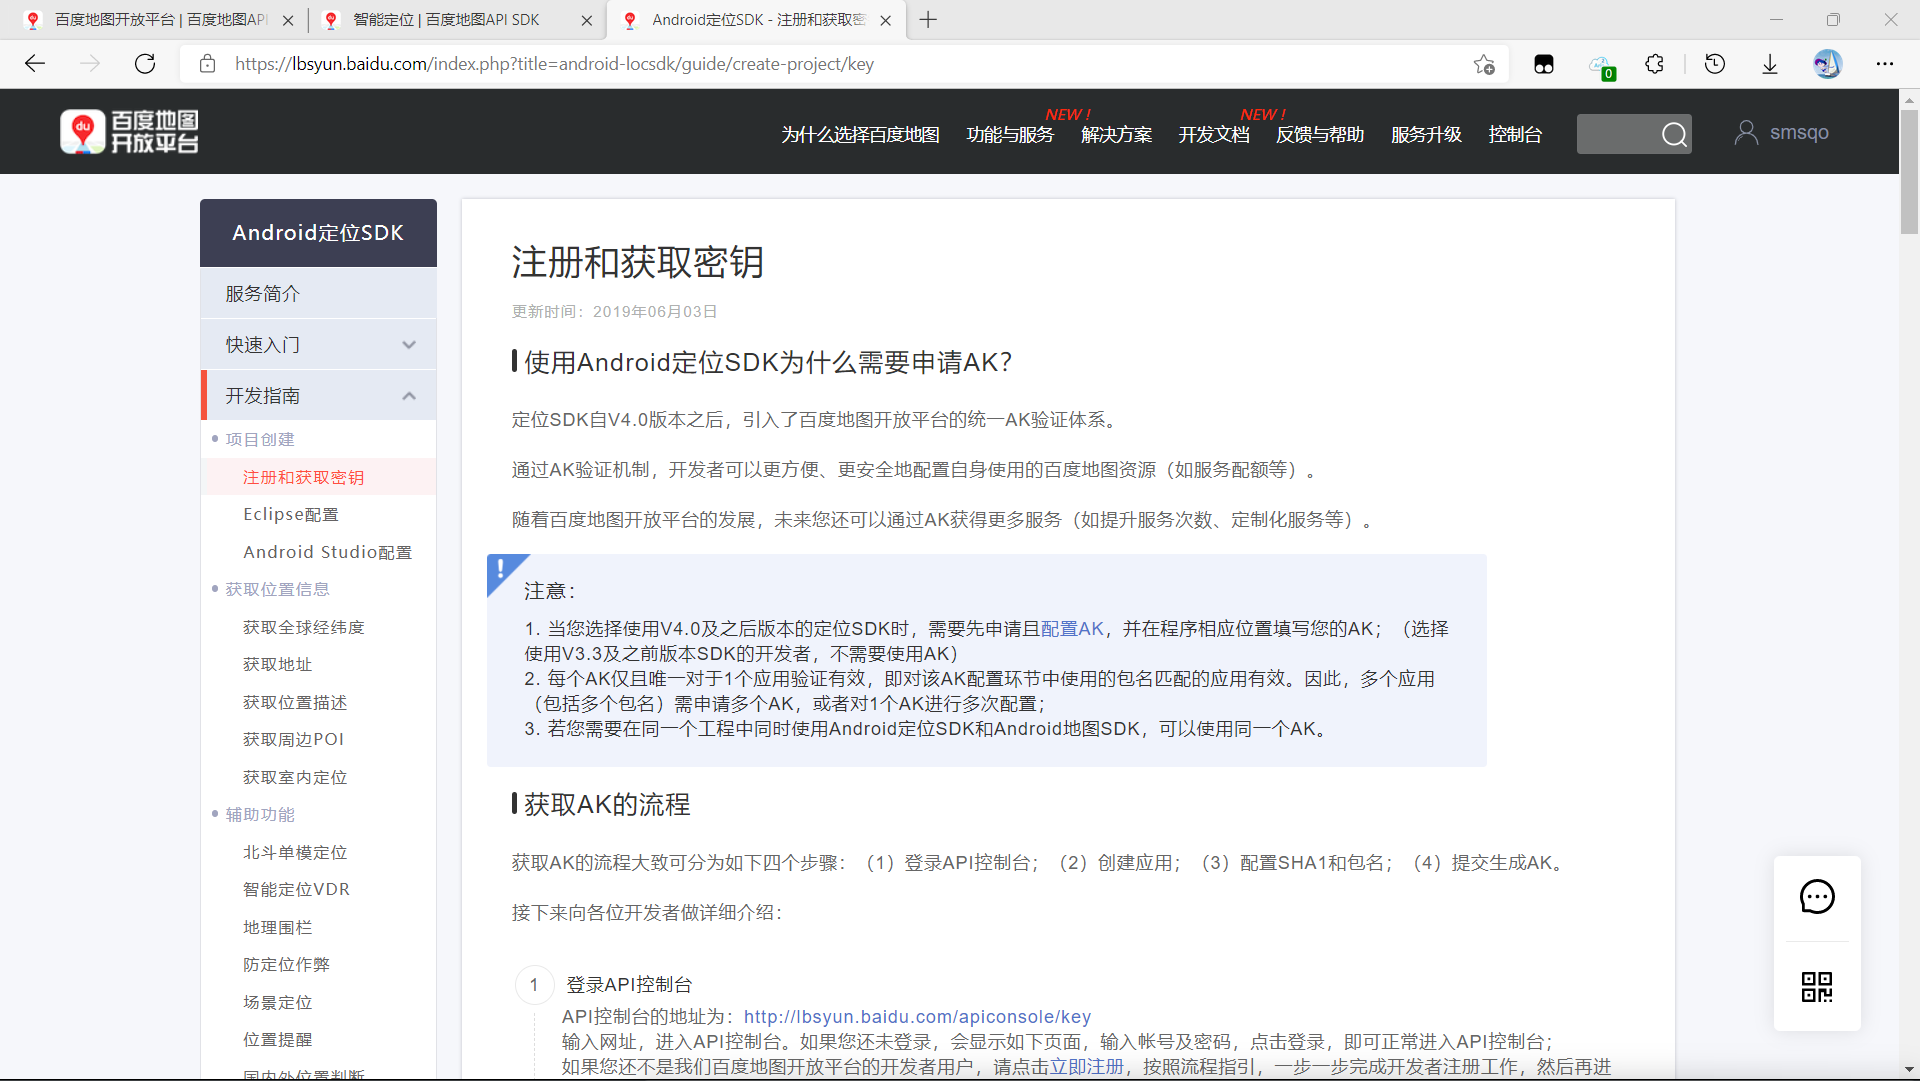 百度地图开放平台 | 百度地图API
智能定位 | 百度地图API SDK
Android定位SDK - 注册和获取密
https://lbsyun.baidu.com/index.php?title=android-locsdk/guide/create-project/key
0
du
百度地图
开放平台
NEW !
NEW !
为什么选择百度地图
功能与服务
解决方案
开发文档
反馈与帮助
服务升级
控制台
smsqo
Android定位SDK
服务简介
快速入门
开发指南
项目创建
注册和获取密钥
Eclipse配置
Android Studio配置
获取位置信息
获取全球经纬度
获取地址
获取位置描述
获取周边POI
获取室内定位
辅助功能
北斗单模定位
智能定位VDR
地理围栏
防定位作弊
场景定位
位置提醒
国内外位置判断
注册和获取密钥
更新时间：2019年06月03日
使用Android定位SDK为什么需要申请AK？
定位SDK自V4.0版本之后，引入了百度地图开放平台的统一AK验证体系。
通过AK验证机制，开发者可以更方便、更安全地配置自身使用的百度地图资源（如服务配额等）。
随着百度地图开放平台的发展，未来您还可以通过AK获得更多服务（如提升服务次数、定制化服务等）。
!
注意：
1. 当您选择使用V4.0及之后版本的定位SDK时，需要先申请且配置AK，并在程序相应位置填写您的AK；（选择
使用V3.3及之前版本SDK的开发者，不需要使用AK）
2. 每个AK仅且唯一对于1个应用验证有效，即对该AK配置环节中使用的包名匹配的应用有效。因此，多个应用
（包括多个包名）需申请多个AK，或者对1个AK进行多次配置；
3. 若您需要在同一个工程中同时使用Android定位SDK和Android地图SDK，可以使用同一个AK。
获取AK的流程
获取AK的流程大致可分为如下四个步骤：（1）登录API控制台；（2）创建应用；（3）配置SHA1和包名；（4）提交生成AK。
接下来向各位开发者做详细介绍：
1
登录API控制台
API控制台的地址为：http://lbsyun.baidu.com/apiconsole/key
输入网址，进入API控制台。如果您还未登录，会显示如下页面，输入帐号及密码，点击登录，即可正常进入API控制台；
如果您还不是我们百度地图开放平台的开发者用户，请点击立即注册，按照流程指引，一步一步完成开发者注册工作，然后再进